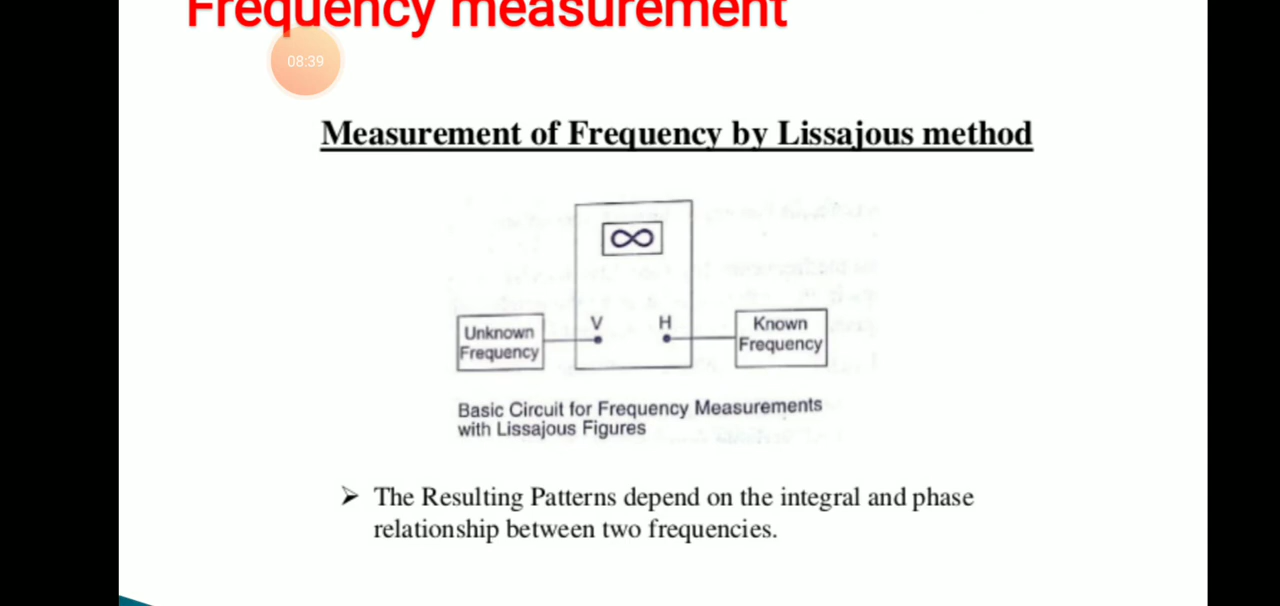 Frequency measurement
08:39
Measurement of Frequency by Lissajous method
V
H
Unknown
Frequency
Known
Frequency
Basic Circuit for Frequency Measurements
with Lissajous Figures
➢ The Resulting Patterns depend on the integral and phase
relationship between two frequencies.